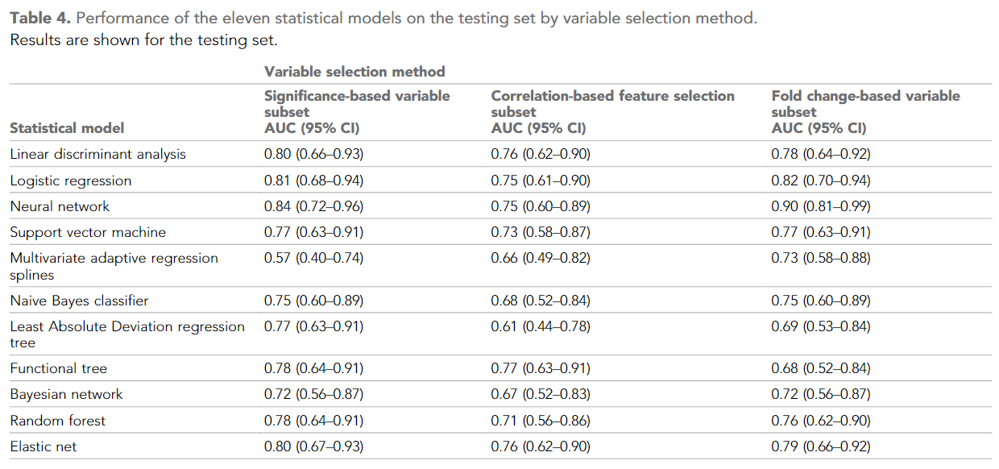 Table 4. Performance of the eleven statistical models on the testing set by variable selection method.
Results are shown for the testing set.
Variable selection method
Statistical model Significance-based variable subset AUC (95% CI) Correlation-based feature selection subset AUC (95% CI) Fold change-based variable subset AUC (95% CI)
Linear discriminant analysis 0.80 (0.66–0.93) 0.76 (0.62–0.90) 0.78 (0.64–0.92)
Logistic regression 0.81 (0.68–0.94) 0.75 (0.61–0.90) 0.82 (0.70–0.94)
Neural network 0.84 (0.72–0.96) 0.75 (0.60–0.89) 0.90 (0.81–0.99)
Support vector machine 0.77 (0.63–0.91) 0.73 (0.58–0.87) 0.77 (0.63–0.91)
Multivariate adaptive regression splines 0.57 (0.40–0.74) 0.66 (0.49–0.82) 0.73 (0.58–0.88)
Naive Bayes classifier 0.75 (0.60–0.89) 0.68 (0.52–0.84) 0.75 (0.60–0.89)
Least Absolute Deviation regression tree 0.77 (0.63–0.91) 0.61 (0.44–0.78) 0.69 (0.53–0.84)
Functional tree 0.78 (0.64–0.91) 0.77 (0.63–0.91) 0.68 (0.52–0.84)
Bayesian network 0.72 (0.56–0.87) 0.67 (0.52–0.83) 0.72 (0.56–0.87)
Random forest 0.78 (0.64–0.91) 0.71 (0.56–0.86) 0.76 (0.62–0.90)
Elastic net 0.80 (0.67–0.93) 0.76 (0.62–0.90) 0.79 (0.66–0.92)